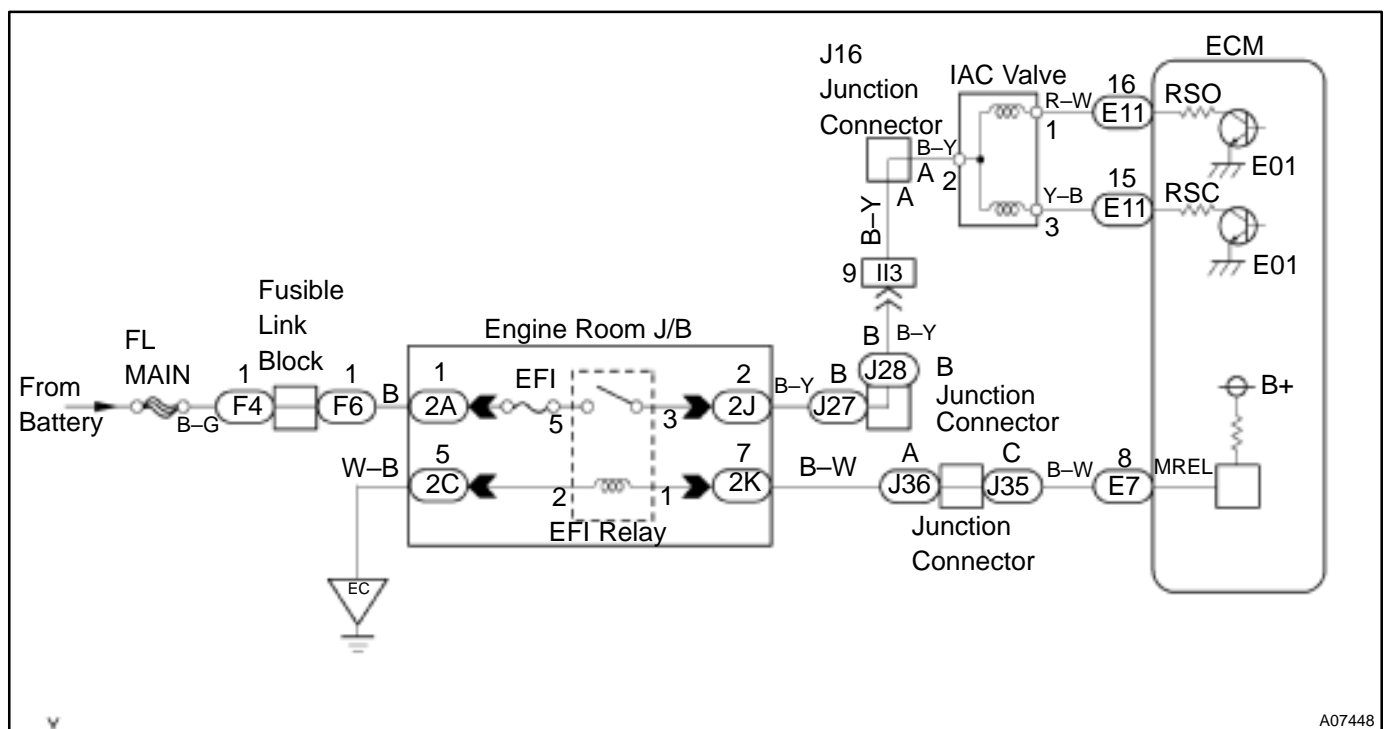 ECM
J16
Junction
Connector
IAC Valve
R–W
1
16
E11
RSO
E01
B–Y
A
A
2
Y–B
3
15
E11
RSC
E01
B–Y
9 II3
Fusible
Link
Block
FL
MAIN
From
Battery
B–G
1
F4
1
F6
B
Engine Room J/B
1
2A
EFI
5
3
2
2J
B–Y
B
J27
B
B–Y
J28
B
Junction
Connector
B+
W–B
5
2C
2
1
EFI Relay
7
2K
B–W
A
J36
C
J35
B–W
8
E7
MREL
Junction
Connector
EC
A07448